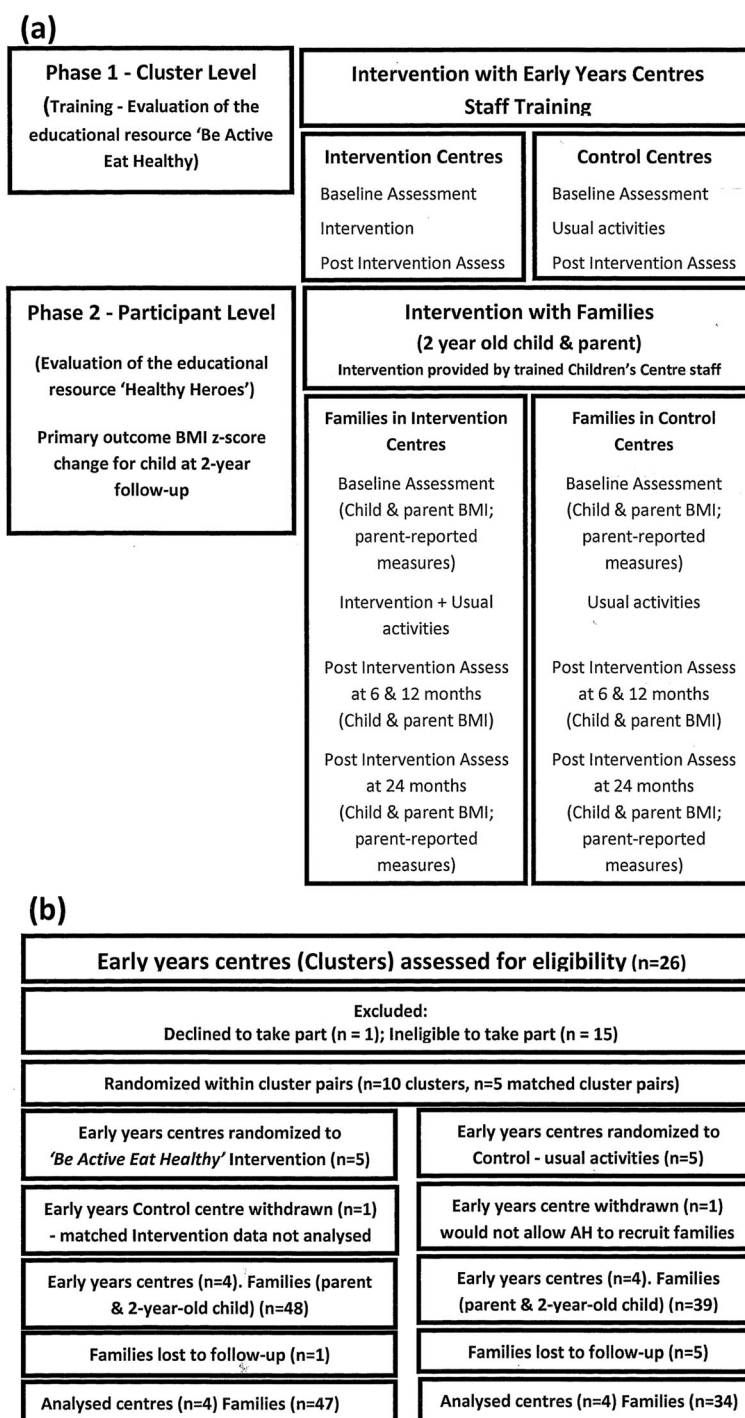 (a)
Phase 1 - Cluster Level
(Training - Evaluation of the
educational resource ‘Be Active
Eat Healthy)
Intervention with Early Years Centres
Staff Training
Intervention Centres
Baseline Assessment
Intervention
Post Intervention Assess
Control Centres
Baseline Assessment
Usual activities
Post Intervention Assess
Phase 2 - Participant Level
(Evaluation of the educational
resource ‘Healthy Heroes’)
Primary outcome BMI z-score
change for child at 2-year
follow-up
Intervention with Families
(2 year old child & parent)
Intervention provided by trained Children’s Centre staff
Families in Intervention
Centres
Baseline Assessment
(Child & parent BMI;
parent-reported
measures)
Intervention + Usual
activities
Post Intervention Assess
at 6 & 12 months
(Child & parent BMI)
Post Intervention Assess
at 24 months
(Child & parent BMI;
parent-reported
measures)
Families in Control
Centres
Baseline Assessment
(Child & parent BMI;
parent-reported
measures)
Usual activities
Post Intervention Assess
at 6 & 12 months
(Child & parent BMI)
Post Intervention Assess
at 24 months
(Child & parent BMI;
parent-reported
measures)
(b)
Early years centres (Clusters) assessed for eligibility (n=26)
Excluded:
Declined to take part (n = 1); Ineligible to take part (n = 15)
Randomized within cluster pairs (n=10 clusters, n=5 matched cluster pairs)
Early years centres randomized to
‘Be Active Eat Healthy’ Intervention (n=5)
Early years centres randomized to
Control - usual activities (n=5)
Early years Control centre withdrawn (n=1)
- matched Intervention data not analysed
Early years centre withdrawn (n=1)
would not allow AH to recruit families
Early years centres (n=4). Families (parent
& 2-year-old child) (n=48)
Early years centres (n=4). Families
(parent & 2-year-old child) (n=39)
Families lost to follow-up (n=1)
Families lost to follow-up (n=5)
Analysed centres (n=4) Families (n=47)
Analysed centres (n=4) Families (n=34)